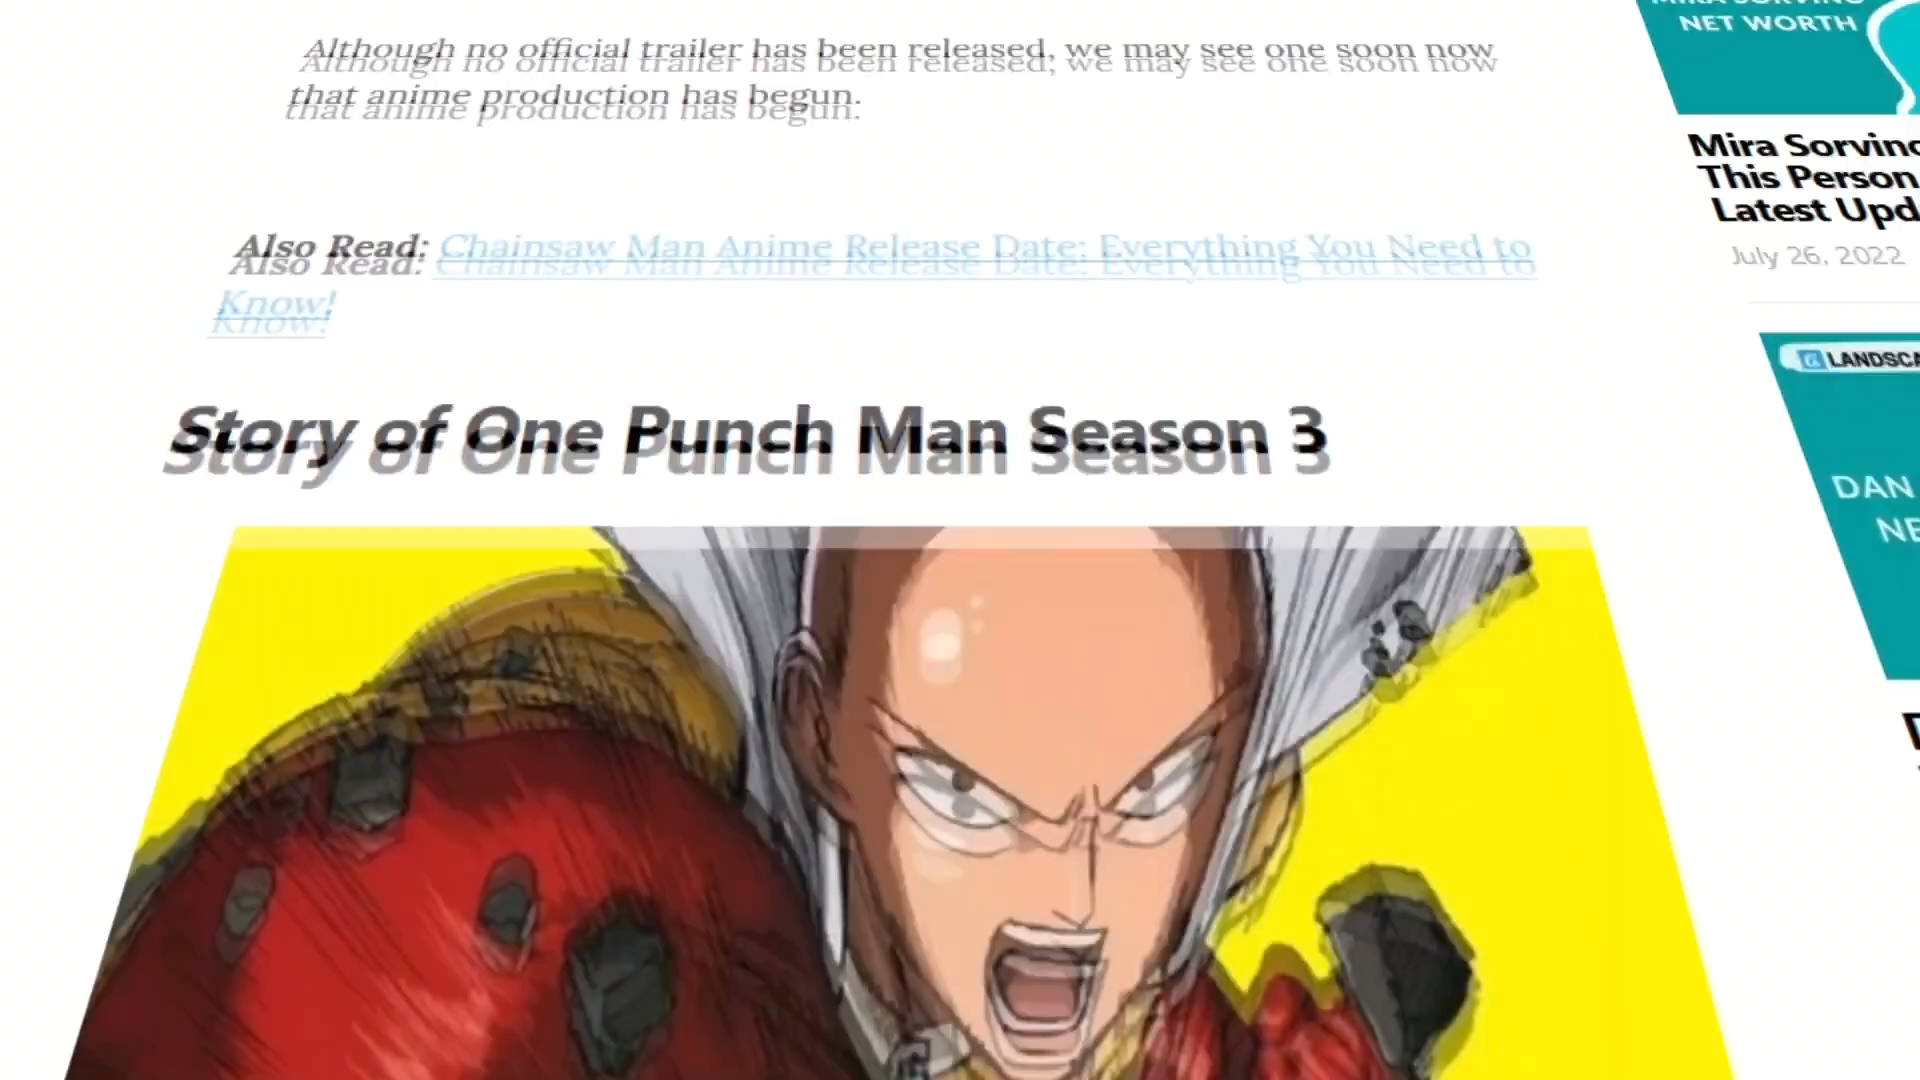 Although no official trailer has been released, we may see one soon now
that anime production has begun.
Also Read: Chainsaw Man Anime Release Date: Everything You Need to
Know!
Story of One Punch Man Season 3
NET WORTH
Mira Sorvino
This Person
Latest Upd
July 26, 2022
LANDSCA
DAN
NE